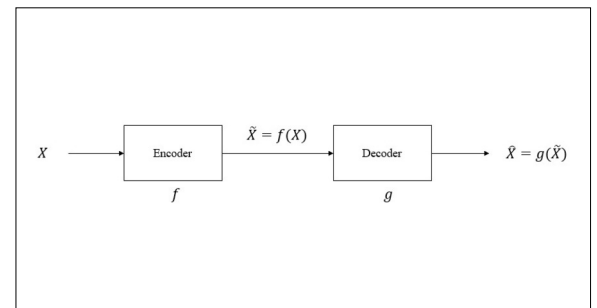 X
Encoder
f
X̃ = f(X)
Decoder
g
X̂ = g(X̃)